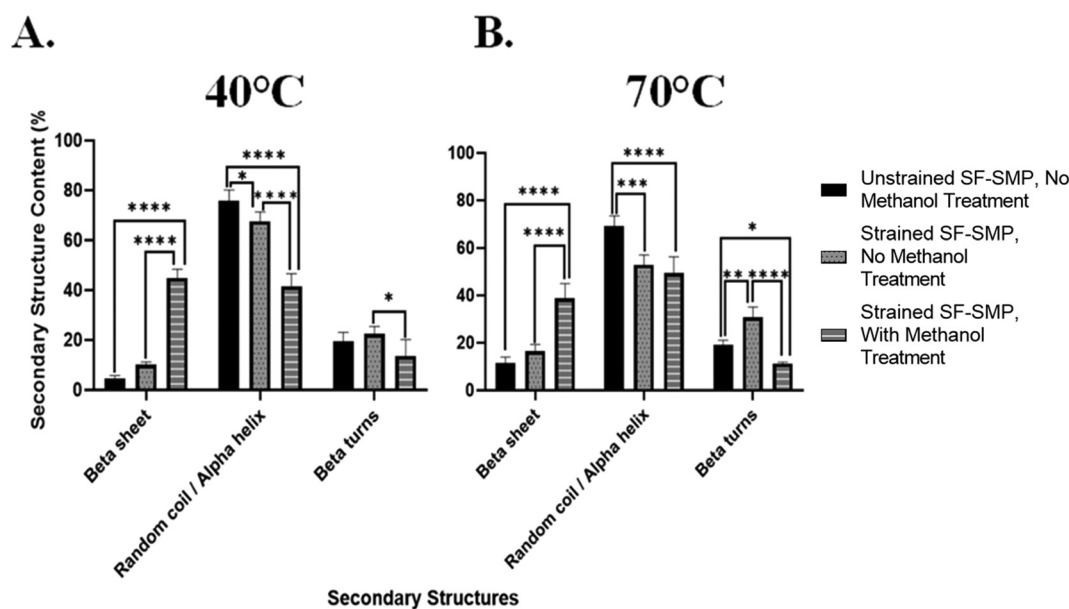 A.
40°C
Secondary Structure Content (%
100
80
60
40
20
0
****
****
****
*
****
*
Beta sheet
Random coil / Alpha helix
Beta turns
B.
70°C
100
80
60
40
20
0
****
****
****
***
*
**
****
Beta sheet
Random coil / Alpha helix
Beta turns
Unstrained SF-SMP, No
Methanol Treatment
Strained SF-SMP,
No Methanol
Treatment
Strained SF-SMP,
With Methanol
Treatment
Secondary Structures